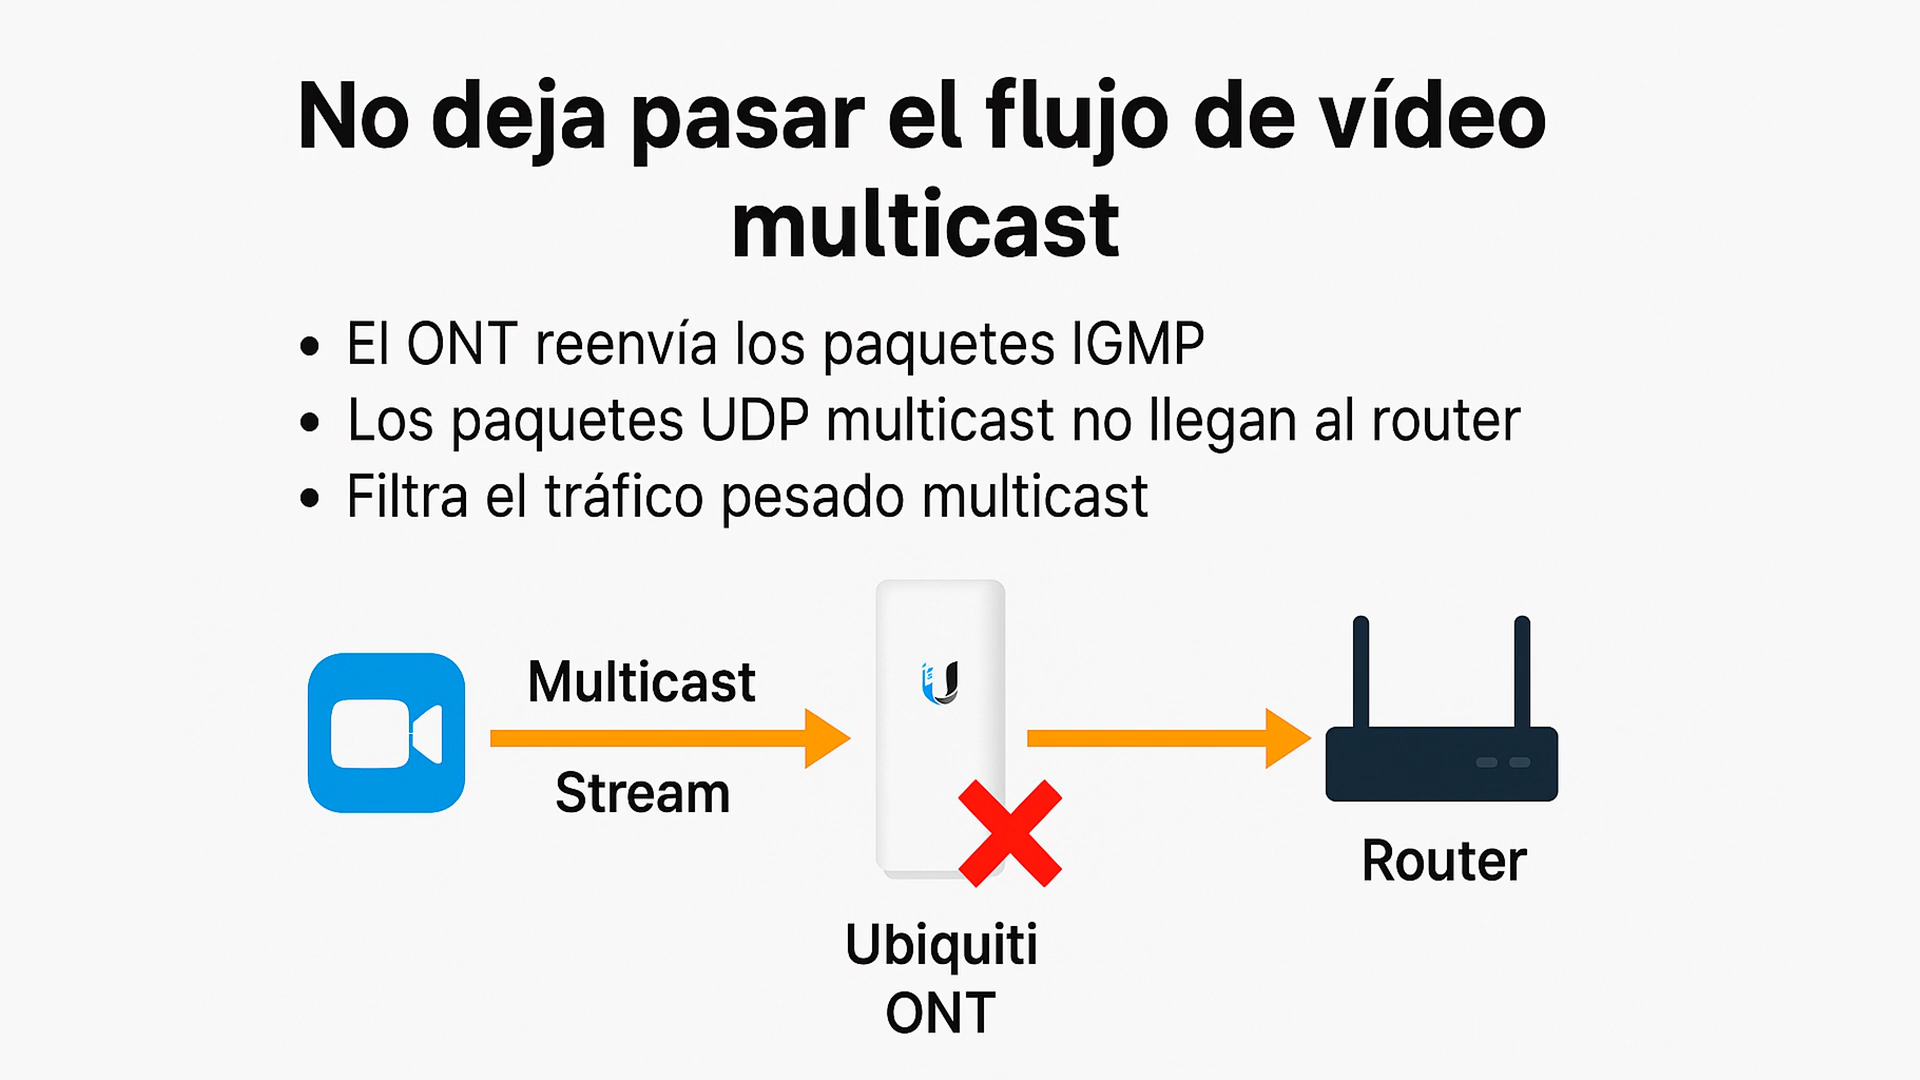 No deja pasar el flujo de vídeo
multicast
• El ONT reenvía los paquetes IGMP
• Los paquetes UDP multicast no llegan al router
• Filtra el tráfico pesado multicast
Multicast
Stream
Ubiquiti
ONT
Router